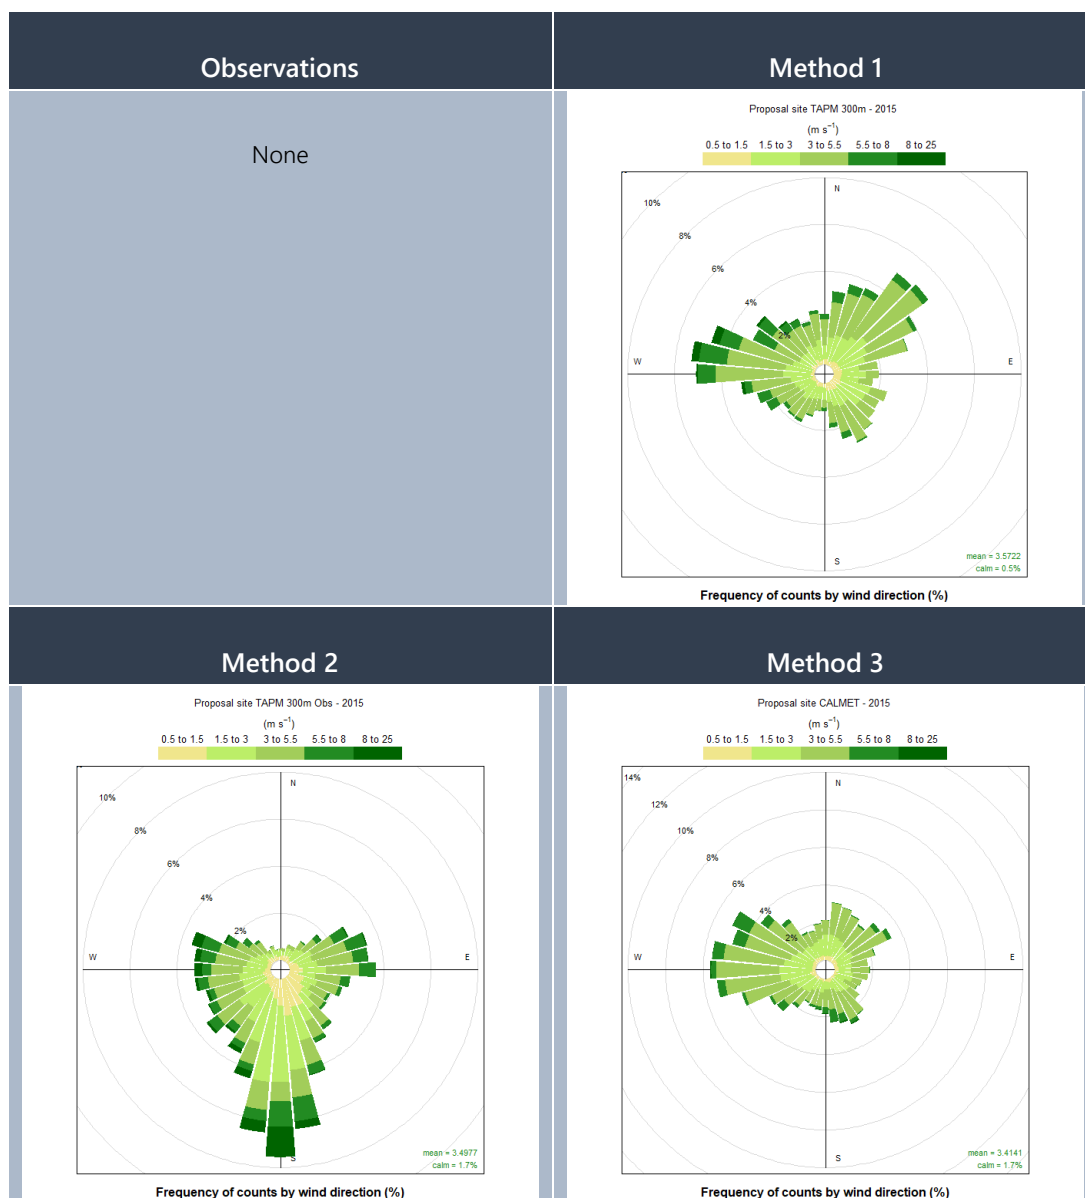 Observations
Method 1
None
Proposal site TAPM 300m - 2015
(m s⁻¹)
0.5 to 1.5 1.5 to 3 3 to 5.5 5.5 to 8 8 to 25
N
10%
8%
6%
4%
2%
W
E
S
mean = 3.5722
calm = 0.5%
Frequency of counts by wind direction (%)
Method 2
Method 3
Proposal site TAPM 300m Obs - 2015
(m s⁻¹)
0.5 to 1.5 1.5 to 3 3 to 5.5 5.5 to 8 8 to 25
N
10%
8%
6%
4%
2%
W
E
S
mean = 3.4977
calm = 1.7%
Frequency of counts by wind direction (%)
Proposal site CALMET - 2015
(m s⁻¹)
0.5 to 1.5 1.5 to 3 3 to 5.5 5.5 to 8 8 to 25
14%
N
12%
10%
8%
6%
4%
2%
W
E
S
mean = 3.4141
calm = 1.7%
Frequency of counts by wind direction (%)